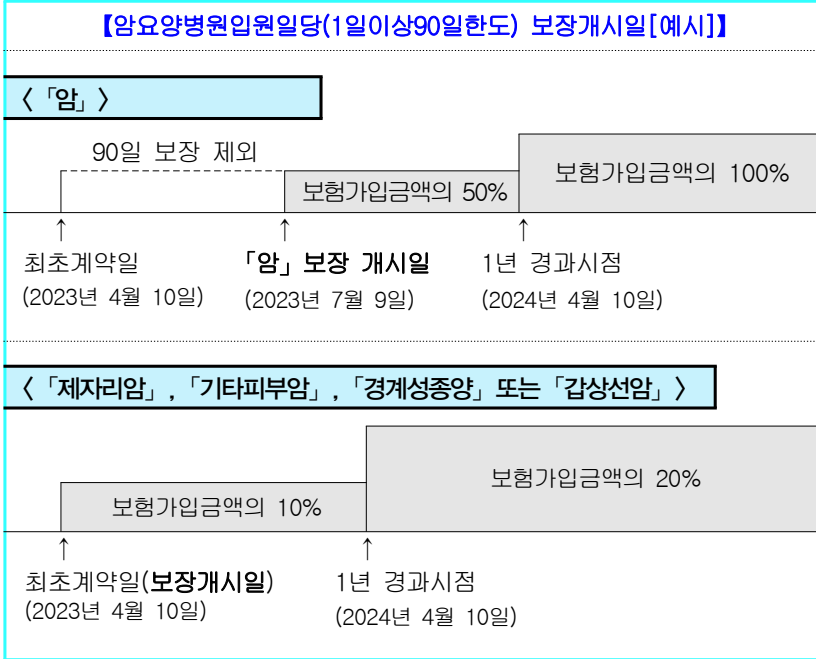 【암요양병원입원일당(1일이상90일한도) 보장개시일[예시]】
〈「암」〉
90일 보장 제외
보험가입금액의 50%
보험가입금액의 100%
↑ ↑ ↑
최초계약일 「암」보장 개시일 1년 경과시점
(2023년 4월 10일) (2023년 7월 9일) (2024년 4월 10일)
〈「제자리암」, 「기타피부암」, 「경계성종양」 또는 「갑상선암」〉
보험가입금액의 10%
보험가입금액의 20%
↑ ↑
최초계약일(보장개시일) 1년 경과시점
(2023년 4월 10일) (2024년 4월 10일)